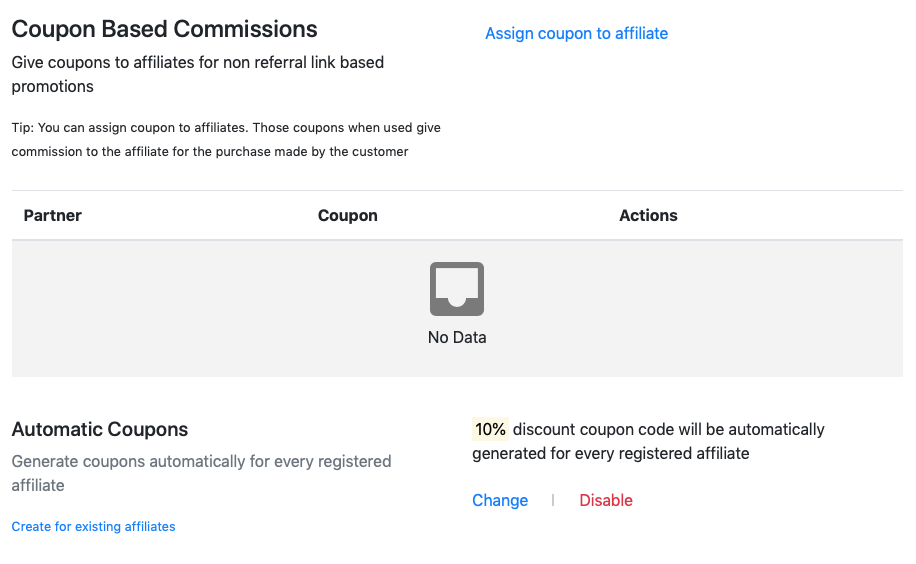 Coupon Based Commissions
Assign coupon to affiliate
Give coupons to affiliates for non referral link based
promotions
Tip: You can assign coupon to affiliates. Those coupons when used give
commission to the affiliate for the purchase made by the customer
Partner Coupon Actions
No Data
Automatic Coupons
Generate coupons automatically for every registered
affiliate
Create for existing affiliates
10% discount coupon code will be automatically
generated for every registered affiliate
Change | Disable